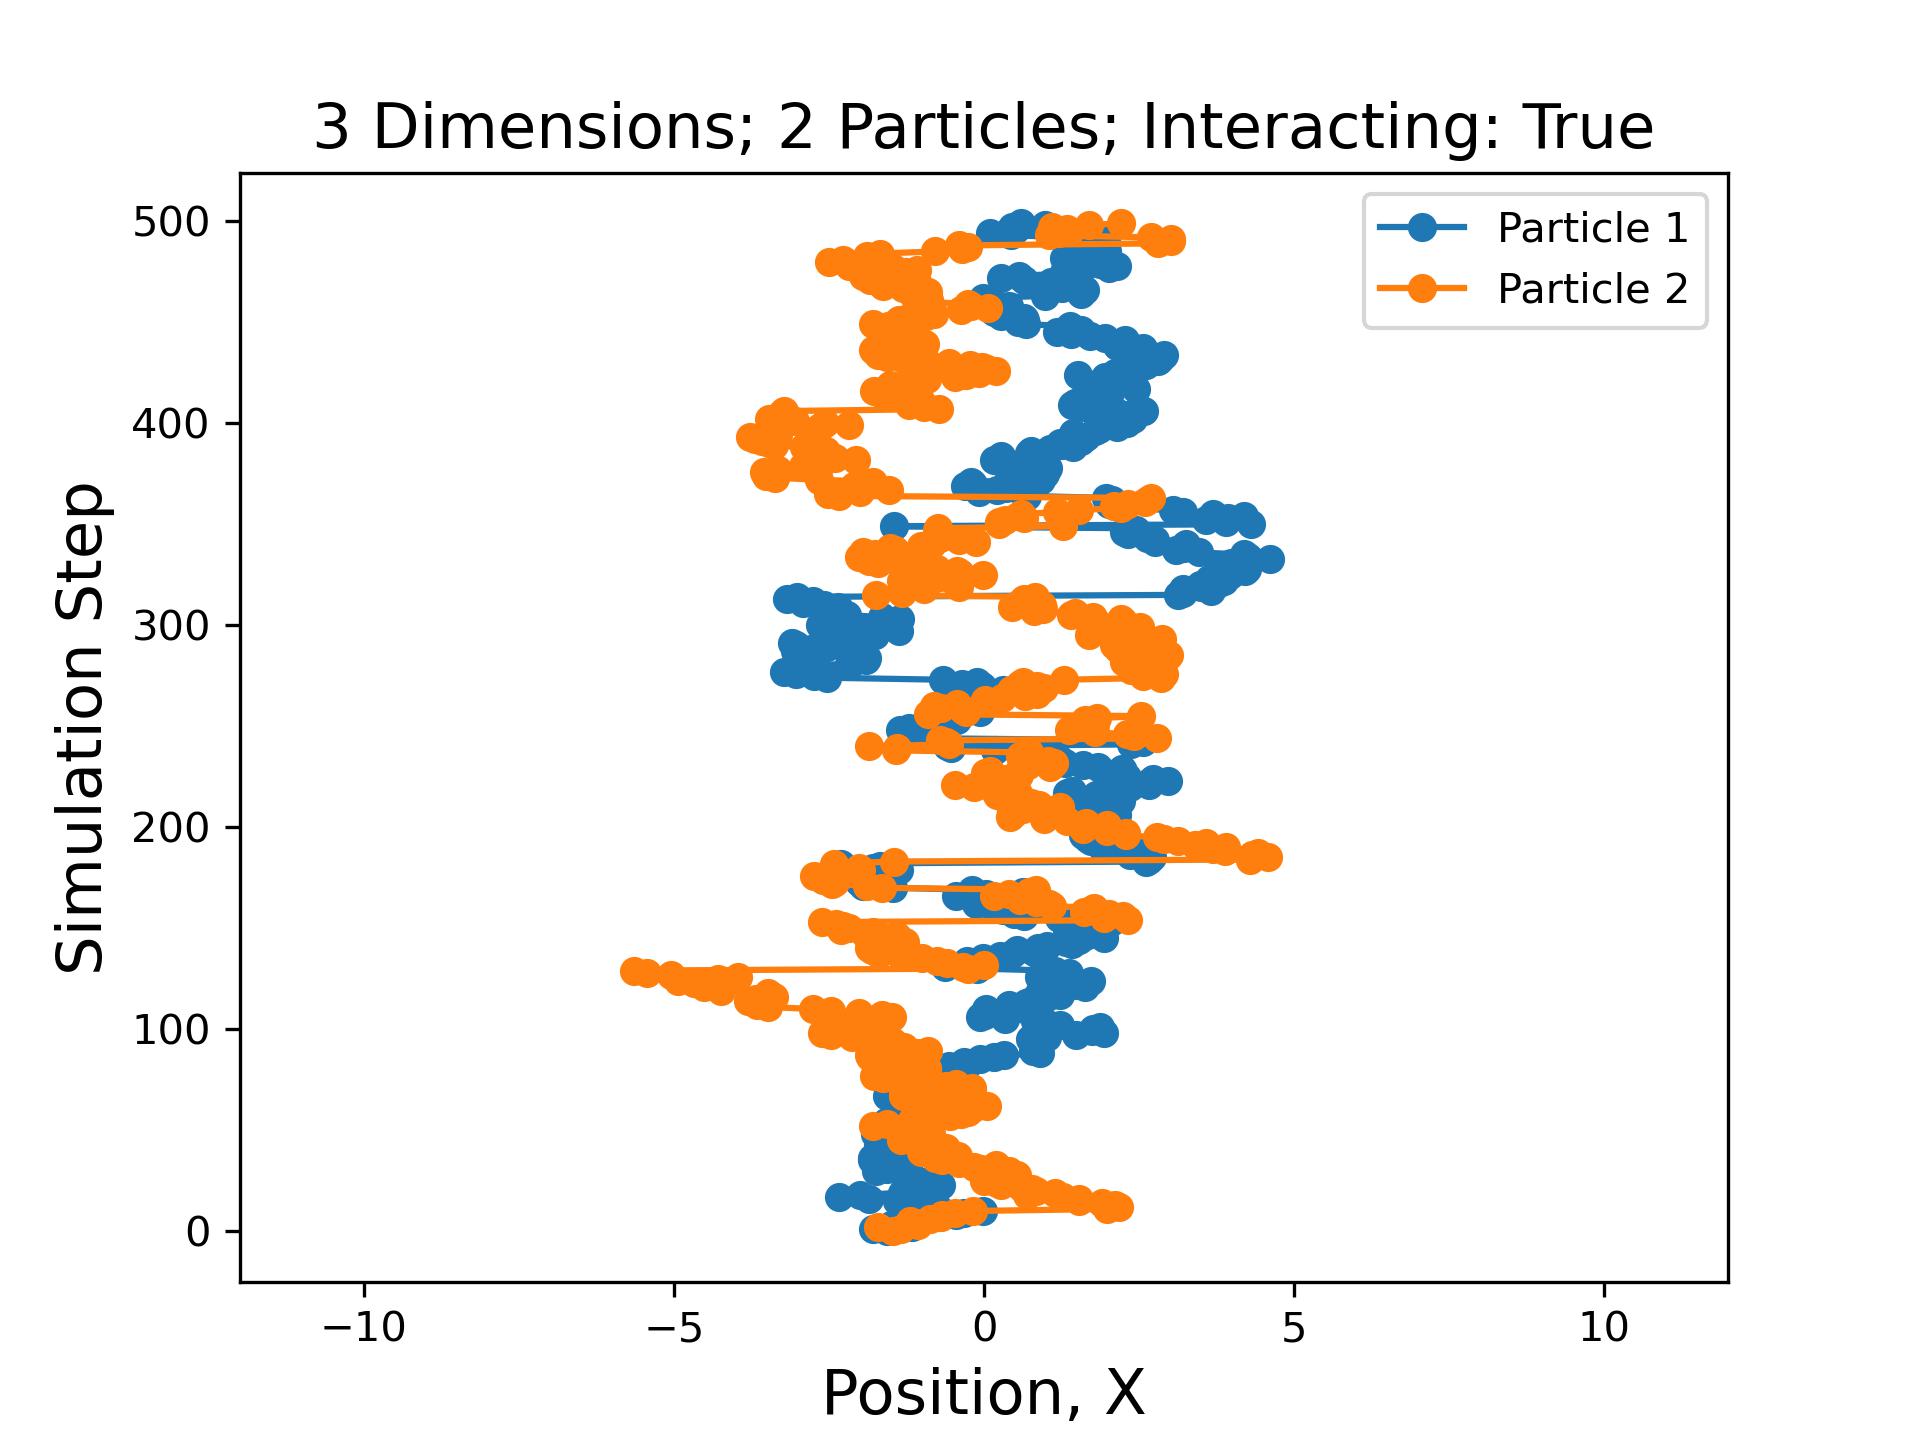 3 Dimensions; 2 Particles; Interacting: True
Particle 1
Particle 2
Simulation Step
500
400
300
200
100
0
−10
−5
0
5
10
Position, X